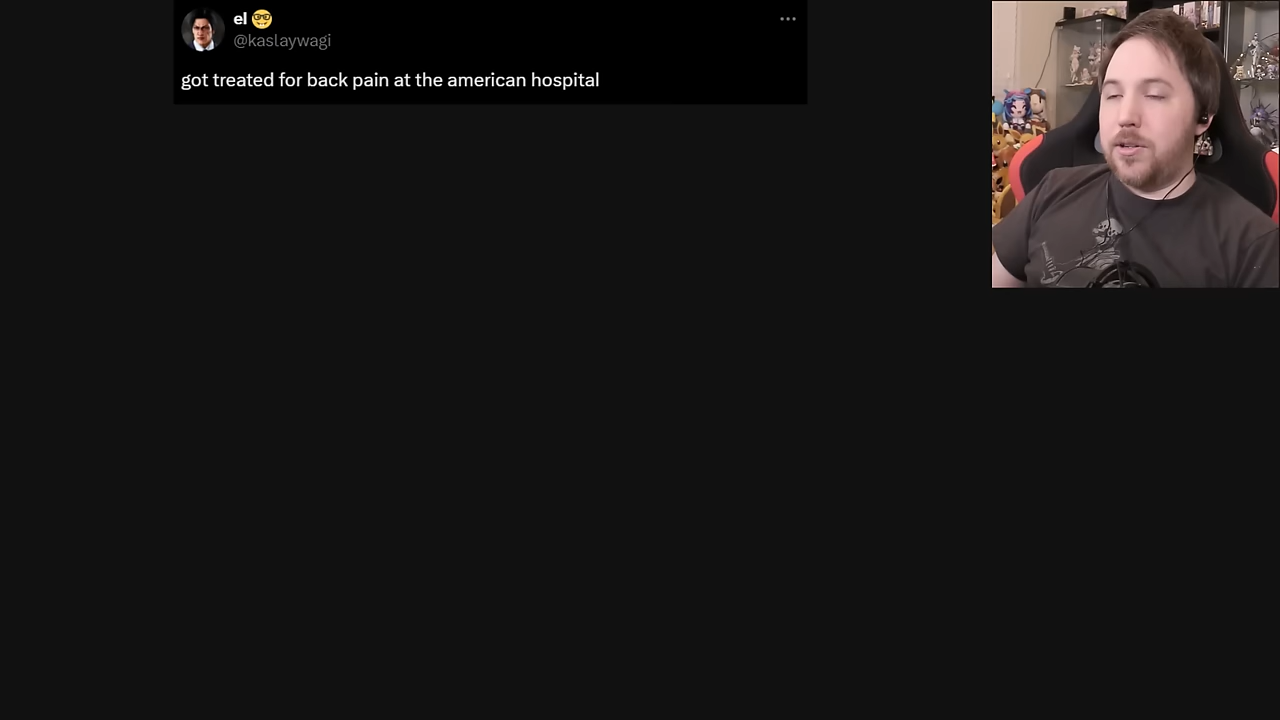 el 🤓
@kaslaywagi
got treated for back pain at the american hospital